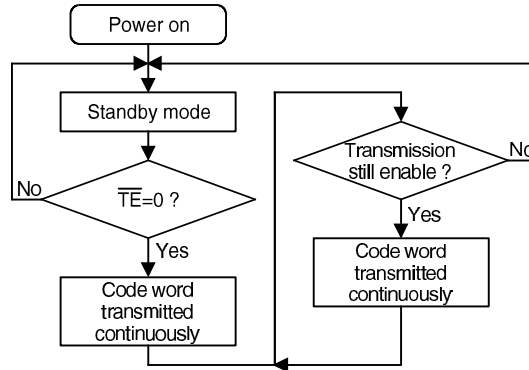 Power on
Standby mode
No
T̅E̅=0 ?
Yes
Code word
transmitted
continuously
Transmission
still enable ?
No
Yes
Code word
transmitted
continuously